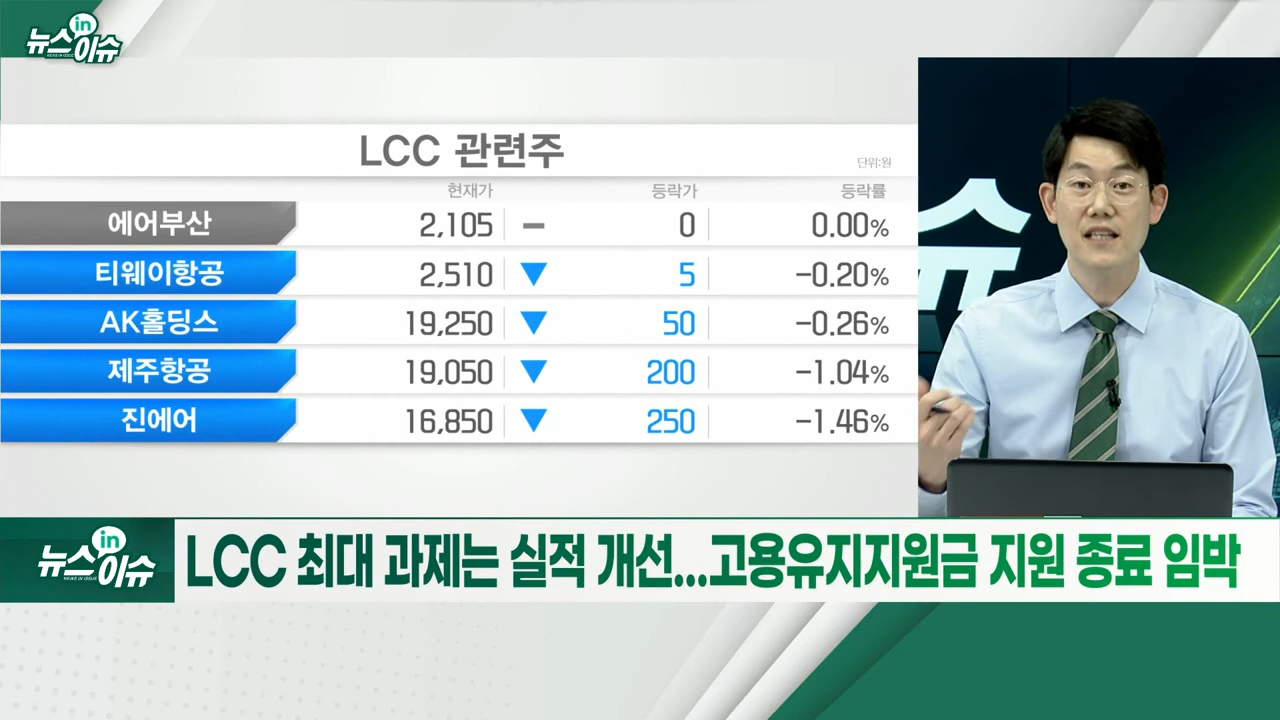 뉴스in이슈
LCC 관련주
단위:원
현재가 등락가 등락률
에어부산 2,105 − 0 0.00%
티웨이항공 2,510 ▼ 5 −0.20%
AK홀딩스 19,250 ▼ 50 −0.26%
제주항공 19,050 ▼ 200 −1.04%
진에어 16,850 ▼ 250 −1.46%
슈
뉴스in이슈
NEWS IN ISSUE
LCC 최대 과제는 실적 개선...고용유지지원금 지원 종료 임박